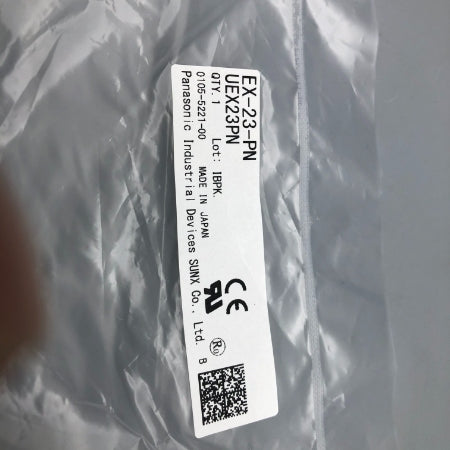 EX-23-PN
UEX23PN
QTY. 1 Lot: IBPK.
0105-5221-00 MADE IN JAPAN
Panasonic Industrial Devices SUNX Co., Ltd. B
CE